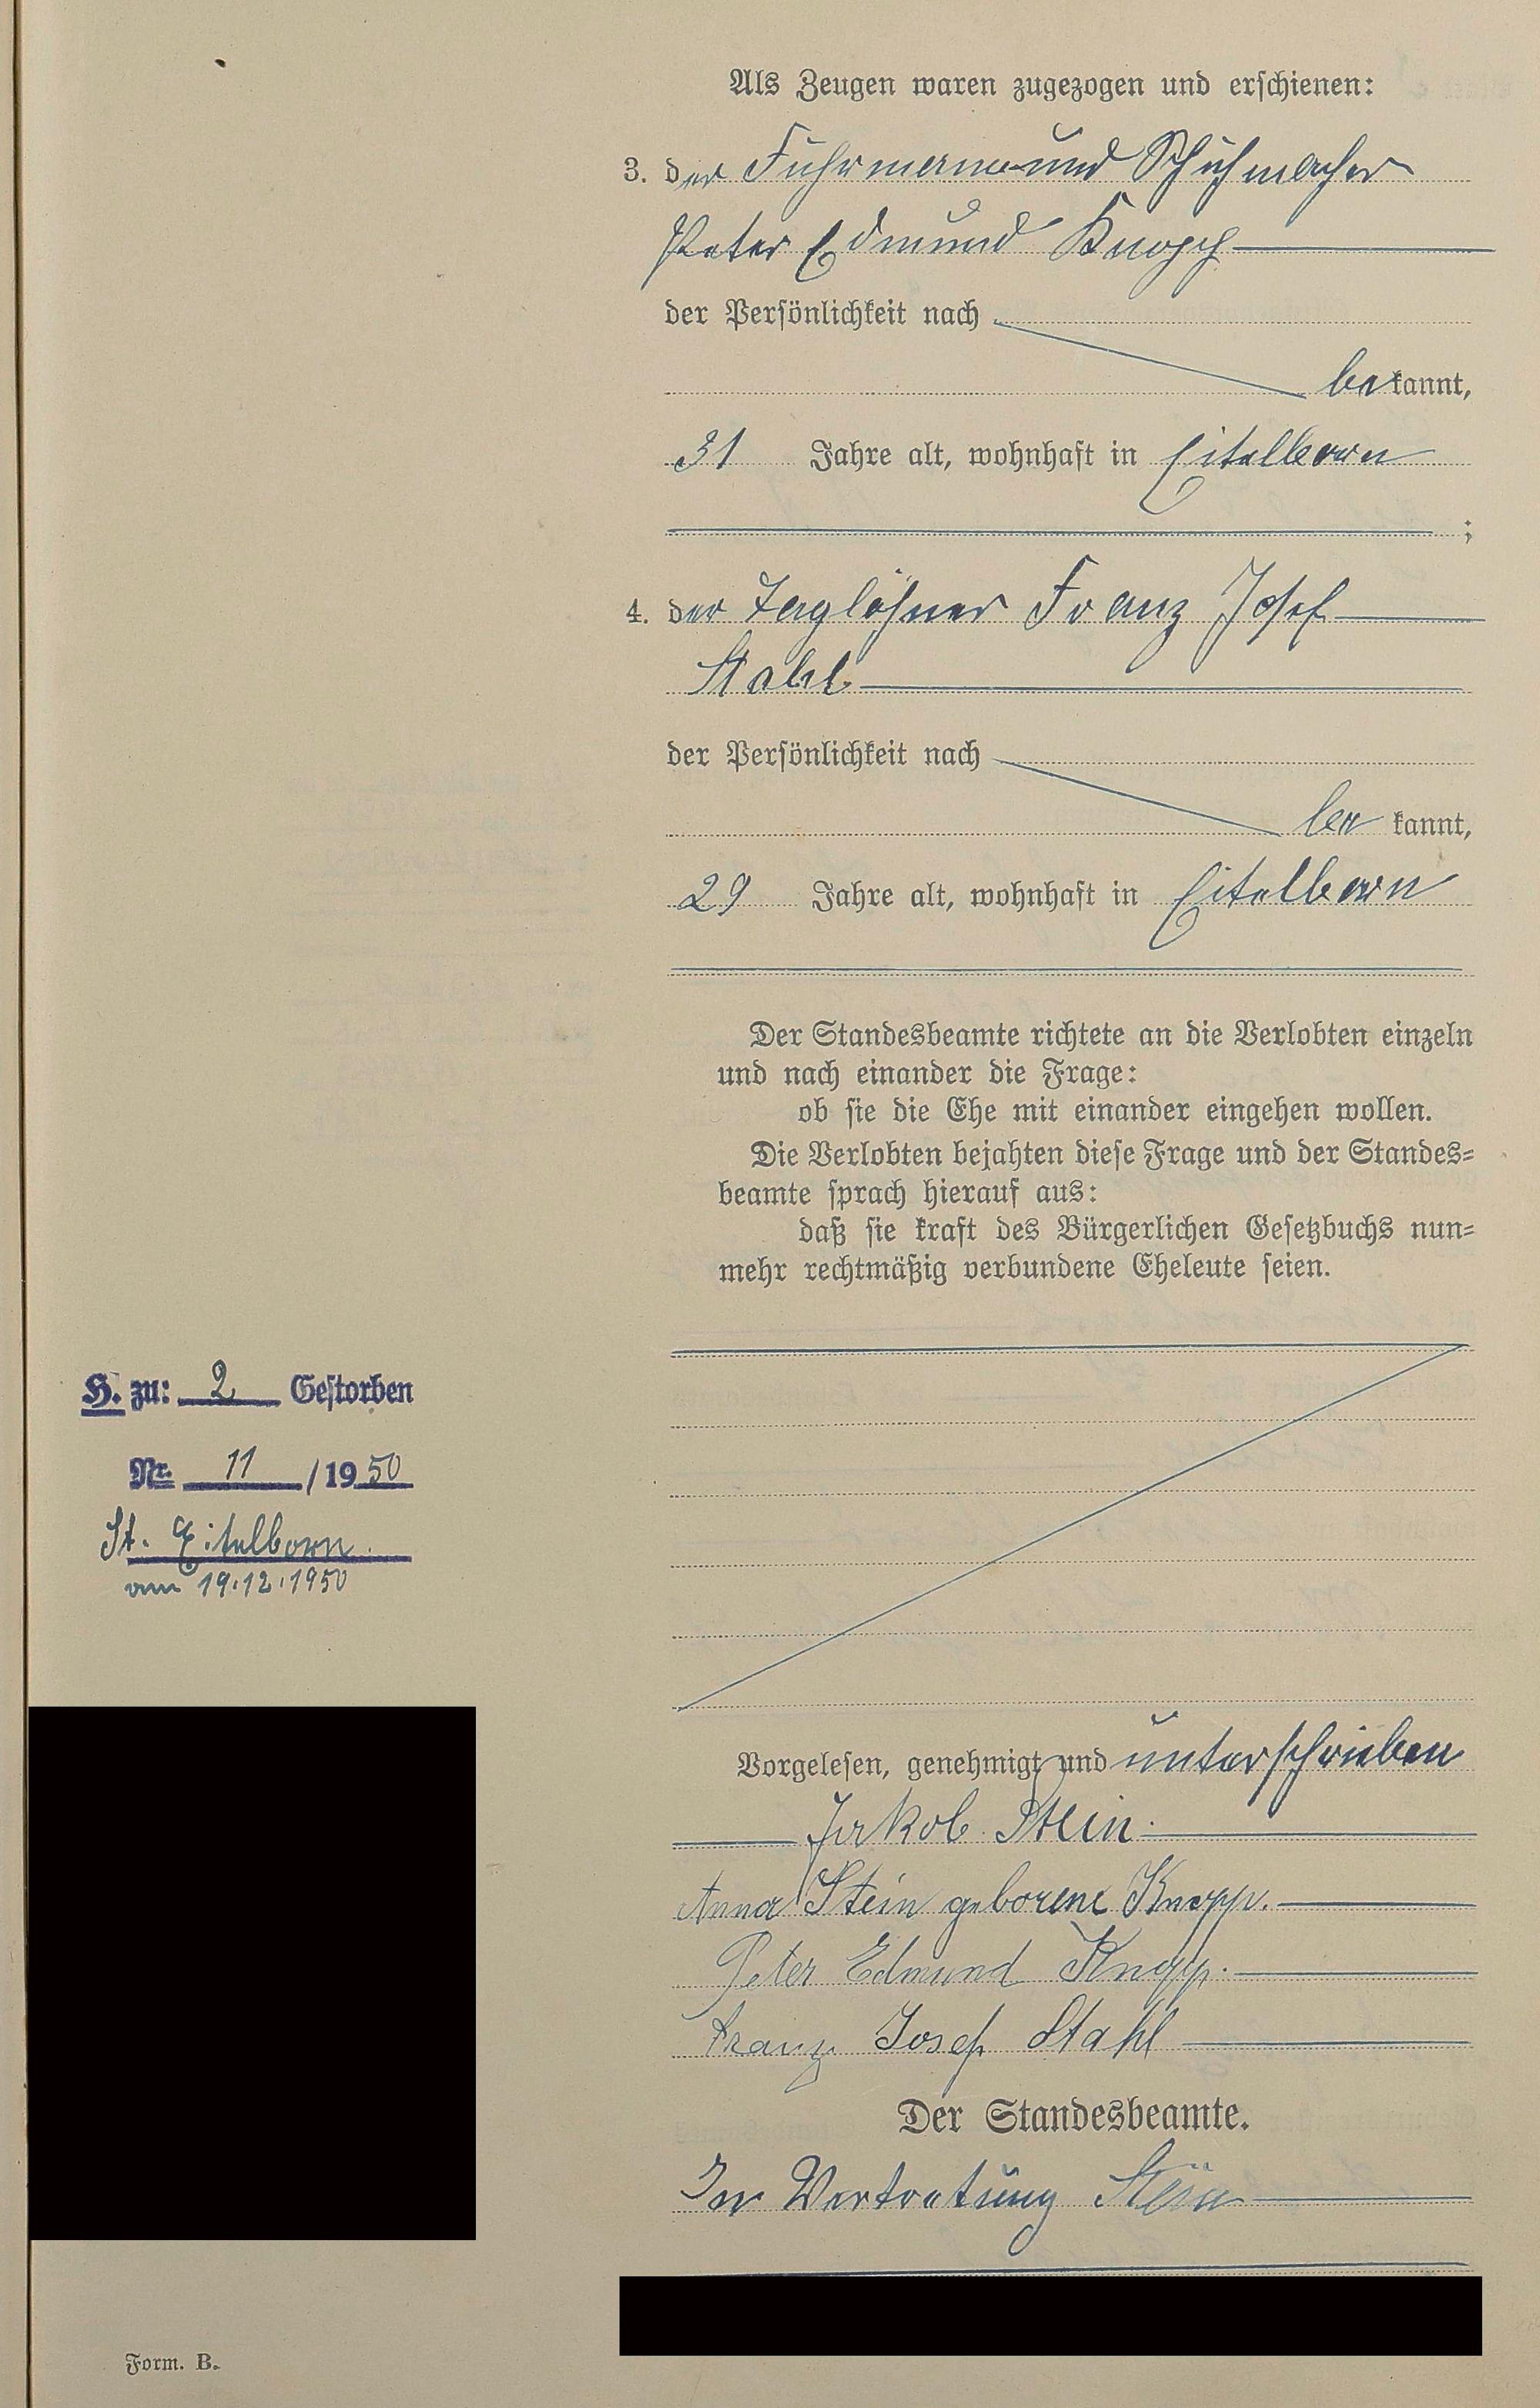 Als Zeugen waren zugezogen und erschienen:
3. der Fuhrmann und Schuhmacher
Peter Edmund Knopp
der Persönlichkeit nach
be kannt,
31 Jahre alt, wohnhaft in Eitelborn
;
4. der Taglöhner Franz Josef
Stahl
der Persönlichkeit nach
be kannt,
29 Jahre alt, wohnhaft in Eitelborn
Der Standesbeamte richtete an die Verlobten einzeln
und nach einander die Frage:
ob sie die Ehe mit einander eingehen wollen.
Die Verlobten bejahten diese Frage und der Standes=
beamte sprach hierauf aus:
daß sie kraft des Bürgerlichen Gesetzbuchs nun=
mehr rechtmäßig verbundene Eheleute seien.
H. zu: 2 Gestorben
Nr. 11 / 1950
St. Eitelborn.
am 19.12.1950
Vorgelesen, genehmigt und unterschrieben
Jakob Stein.
Anna Stein geborene Knopp.
Peter Edmund Knopp.
Franz Josef Stahl
Der Standesbeamte.
In Vertretung Stein
Form. B.